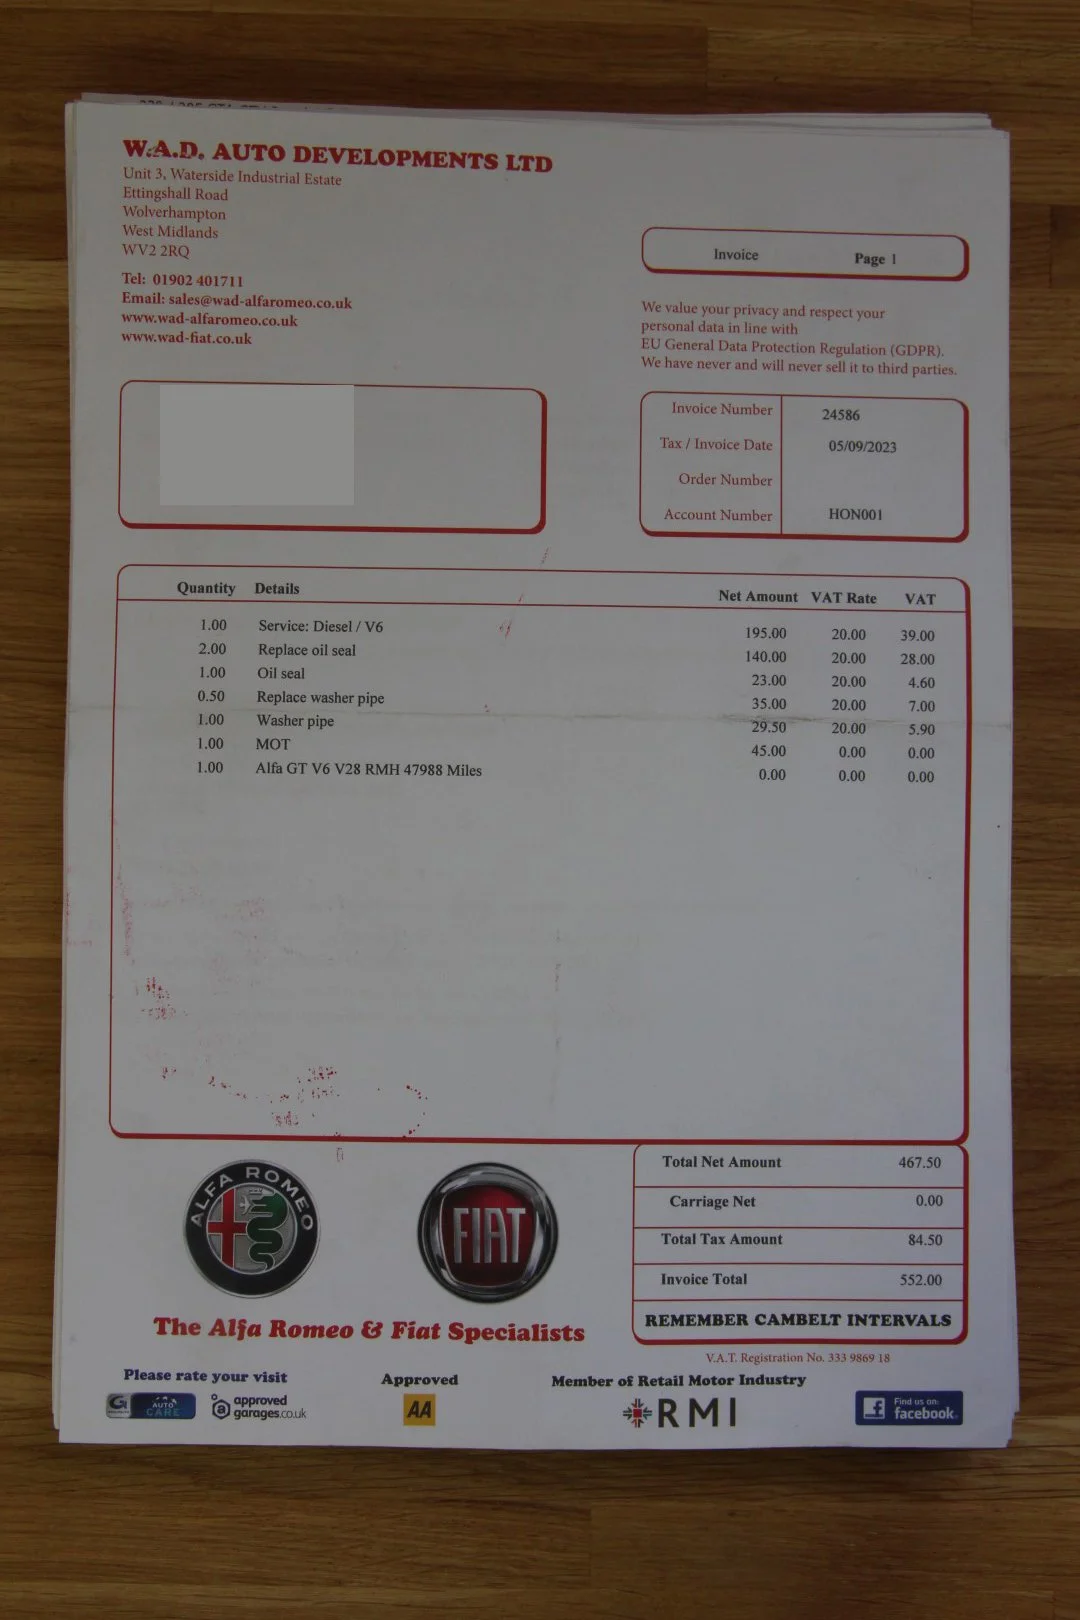 W.A.D. AUTO DEVELOPMENTS LTD
Unit 3, Waterside Industrial Estate
Ettingshall Road
Wolverhampton
West Midlands
WV2 2RQ
Tel: 01902 401711
Email: sales@wad-alfaromeo.co.uk
www.wad-alfaromeo.co.uk
www.wad-fiat.co.uk
Invoice Page 1
We value your privacy and respect your
personal data in line with
EU General Data Protection Regulation (GDPR).
We have never and will never sell it to third parties.
Invoice Number 24586
Tax / Invoice Date 05/09/2023
Order Number
Account Number HON001
Quantity Details Net Amount VAT Rate VAT
1.00 Service: Diesel / V6 195.00 20.00 39.00
2.00 Replace oil seal 140.00 20.00 28.00
1.00 Oil seal 23.00 20.00 4.60
0.50 Replace washer pipe 35.00 20.00 7.00
1.00 Washer pipe 29.50 20.00 5.90
1.00 MOT 45.00 0.00 0.00
1.00 Alfa GT V6 V28 RMH 47988 Miles 0.00 0.00 0.00
Total Net Amount 467.50
Carriage Net 0.00
Total Tax Amount 84.50
Invoice Total 552.00
REMEMBER CAMBELT INTERVALS
ALFA ROMEO
FIAT
The Alfa Romeo & Fiat Specialists
V.A.T. Registration No. 333 9869 18
Please rate your visit
AUTO
CARE
approved
garages.co.uk
Approved
AA
Member of Retail Motor Industry
RMI
Find us on:
facebook